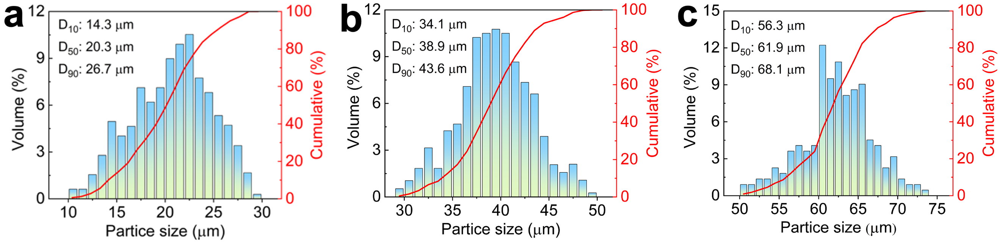 a
12
9
6
3
0
Volume (%)
D10: 14.3 μm
D50: 20.3 μm
D90: 26.7 μm
100
80
60
40
20
0
Cumulative (%)
10 15 20 25 30
Partice size (μm)
b
12
9
6
3
0
Volume (%)
D10: 34.1 μm
D50: 38.9 μm
D90: 43.6 μm
100
80
60
40
20
0
Cumulative (%)
30 35 40 45 50
Partice size (μm)
c
15
12
9
6
3
0
Volume (%)
D10: 56.3 μm
D50: 61.9 μm
D90: 68.1 μm
100
80
60
40
20
0
Cumulative (%)
50 55 60 65 70 75
Partice size (μm)